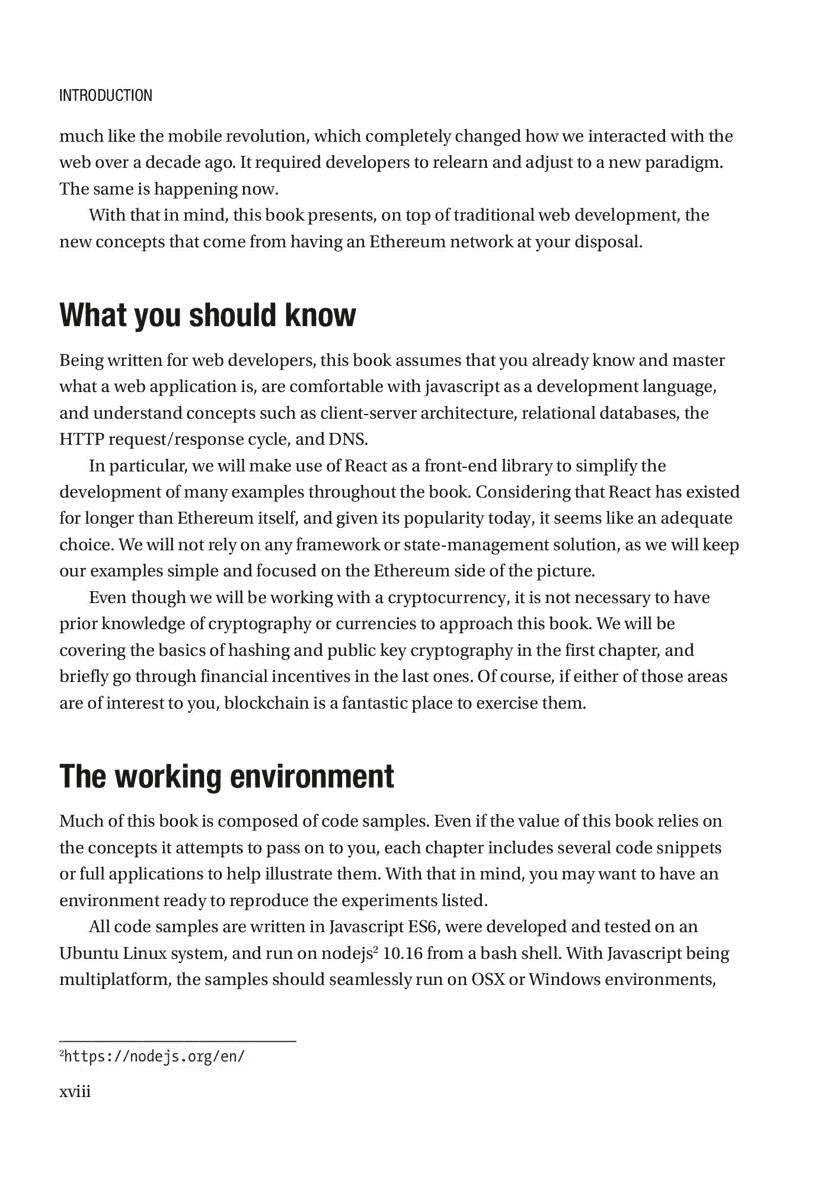 INTRODUCTION
much like the mobile revolution, which completely changed how we interacted with the
web over a decade ago. It required developers to relearn and adjust to a new paradigm.
The same is happening now.
With that in mind, this book presents, on top of traditional web development, the
new concepts that come from having an Ethereum network at your disposal.
What you should know
Being written for web developers, this book assumes that you already know and master
what a web application is, are comfortable with javascript as a development language,
and understand concepts such as client-server architecture, relational databases, the
HTTP request/response cycle, and DNS.
In particular, we will make use of React as a front-end library to simplify the
development of many examples throughout the book. Considering that React has existed
for longer than Ethereum itself, and given its popularity today, it seems like an adequate
choice. We will not rely on any framework or state-management solution, as we will keep
our examples simple and focused on the Ethereum side of the picture.
Even though we will be working with a cryptocurrency, it is not necessary to have
prior knowledge of cryptography or currencies to approach this book. We will be
covering the basics of hashing and public key cryptography in the first chapter, and
briefly go through financial incentives in the last ones. Of course, if either of those areas
are of interest to you, blockchain is a fantastic place to exercise them.
The working environment
Much of this book is composed of code samples. Even if the value of this book relies on
the concepts it attempts to pass on to you, each chapter includes several code snippets
or full applications to help illustrate them. With that in mind, you may want to have an
environment ready to reproduce the experiments listed.
All code samples are written in Javascript ES6, were developed and tested on an
Ubuntu Linux system, and run on nodejs² 10.16 from a bash shell. With Javascript being
multiplatform, the samples should seamlessly run on OSX or Windows environments,
²https://nodejs.org/en/
xviii